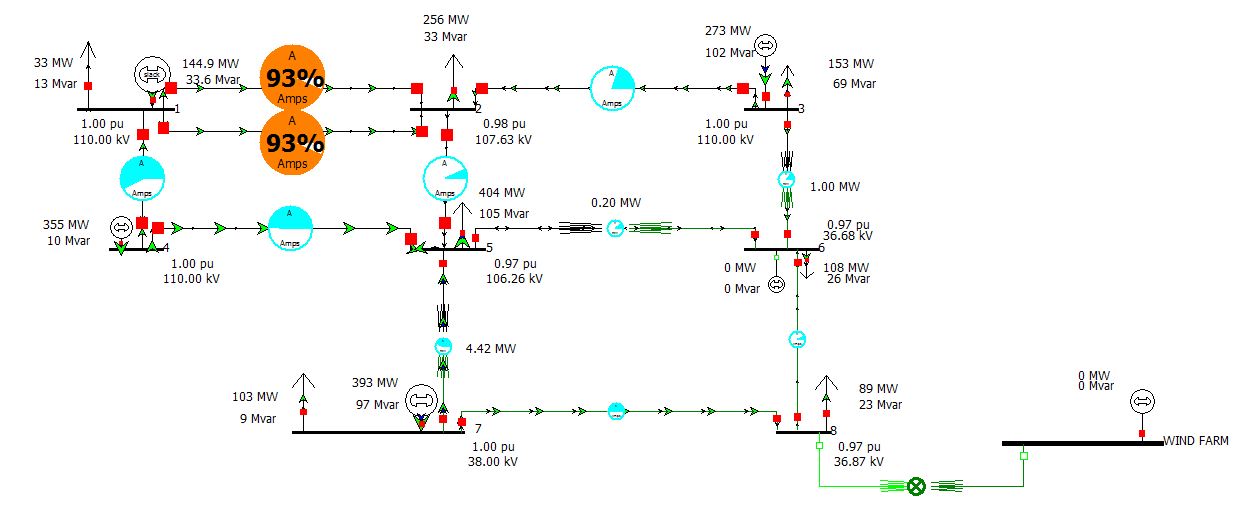 256 MW
33 Mvar
273 MW
102 Mvar
33 MW
13 Mvar
slack
144.9 MW
33.6 Mvar
A
93%
Amps
A
Amps
153 MW
69 Mvar
1
2
3
1.00 pu
110.00 kV
A
93%
Amps
0.98 pu
107.63 kV
1.00 pu
110.00 kV
A
Amps
A
Amps
1.00 MW
404 MW
105 Mvar
0.20 MW
355 MW
10 Mvar
A
Amps
0.97 pu
36.68 kV
4
5
6
1.00 pu
110.00 kV
0.97 pu
106.26 kV
0 MW
0 Mvar
108 MW
26 Mvar
4.42 MW
103 MW
9 Mvar
393 MW
97 Mvar
89 MW
23 Mvar
0 MW
0 Mvar
7
8
1.00 pu
38.00 kV
0.97 pu
36.87 kV
WIND FARM